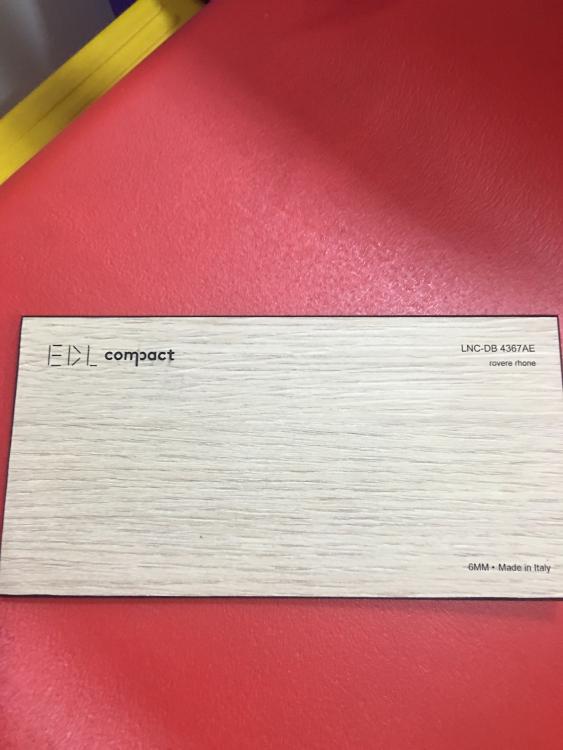 EDL compact
LNC-DB 4367AE
rovere rhone
6MM • Made in Italy